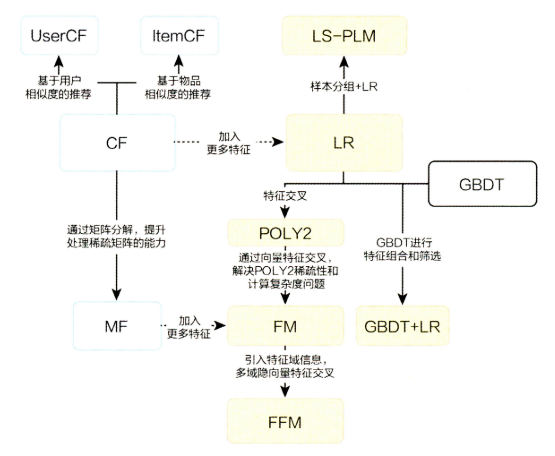 UserCF
ItemCF
LS-PLM
基于用户
相似度的推荐
基于物品
相似度的推荐
样本分组+LR
CF
加入
更多特征
LR
GBDT
特征交叉
通过矩阵分解，提升
处理稀疏矩阵的能力
POLY2
GBDT进行
特征组合和筛选
通过向量特征交叉，
解决POLY2稀疏性和
计算复杂度问题
MF
加入
更多特征
FM
GBDT+LR
引入特征域信息，
多域隐向量特征交叉
FFM